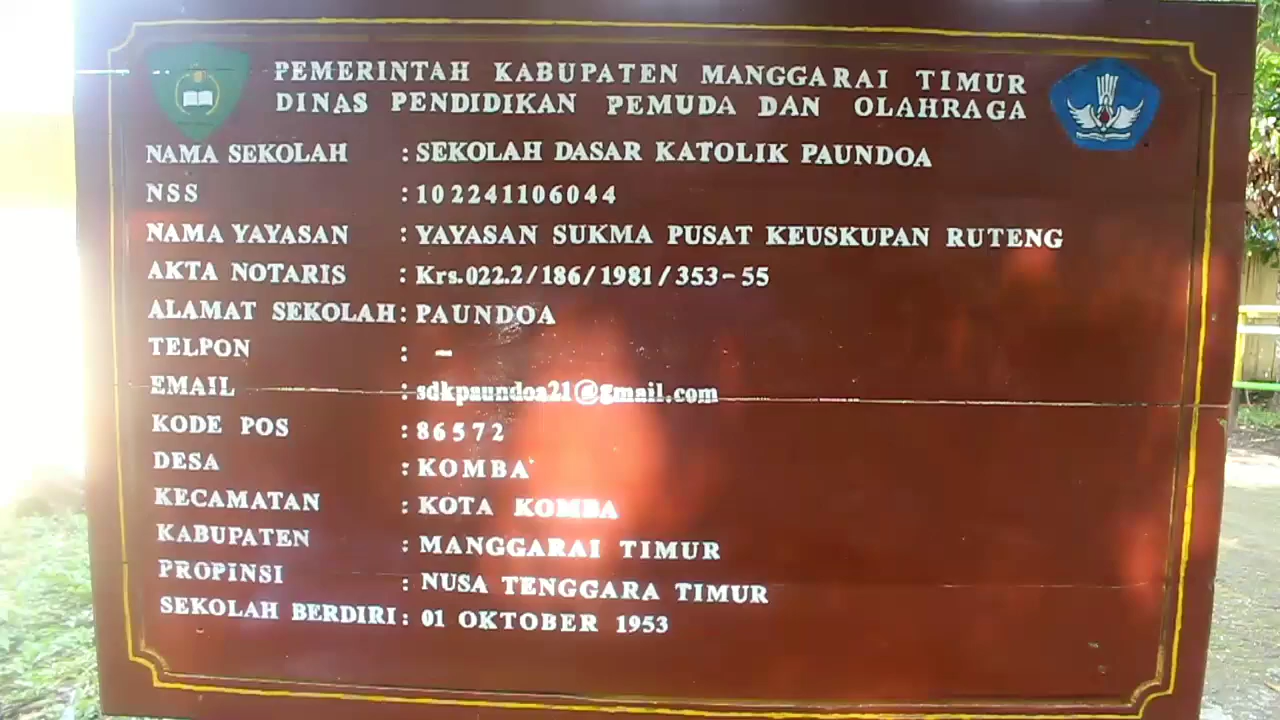 PEMERINTAH KABUPATEN MANGGARAI TIMUR
DINAS PENDIDIKAN PEMUDA DAN OLAHRAGA
NAMA SEKOLAH : SEKOLAH DASAR KATOLIK PAUNDOA
NSS : 102241106044
NAMA YAYASAN : YAYASAN SUKMA PUSAT KEUSKUPAN RUTENG
AKTA NOTARIS : Krs.022.2/186/1981/353-55
ALAMAT SEKOLAH : PAUNDOA
TELPON : -
EMAIL : sdkpaundoa21@gmail.com
KODE POS : 86572
DESA : KOMBA
KECAMATAN : KOTA KOMBA
KABUPATEN : MANGGARAI TIMUR
PROPINSI : NUSA TENGGARA TIMUR
SEKOLAH BERDIRI : 01 OKTOBER 1953